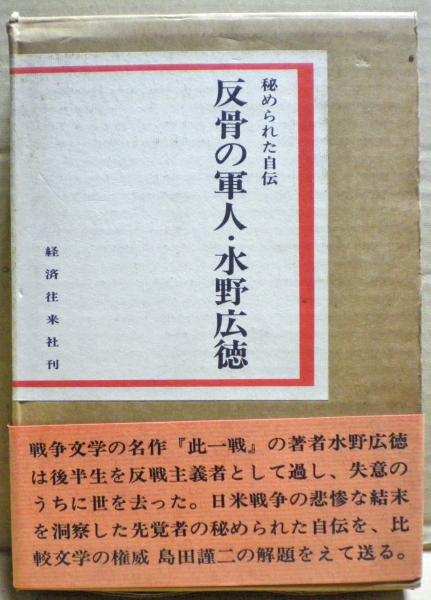 秘められた自伝
反骨の軍人・水野広徳
経済往来社刊
戦争文学の名作『此一戦』の著者水野広徳
は後半生を反戦主義者として過し、失意の
うちに世を去った。日米戦争の悲惨な結末
を洞察した先覚者の秘められた自伝を、比
較文学の権威 島田謹二の解題をえて送る。